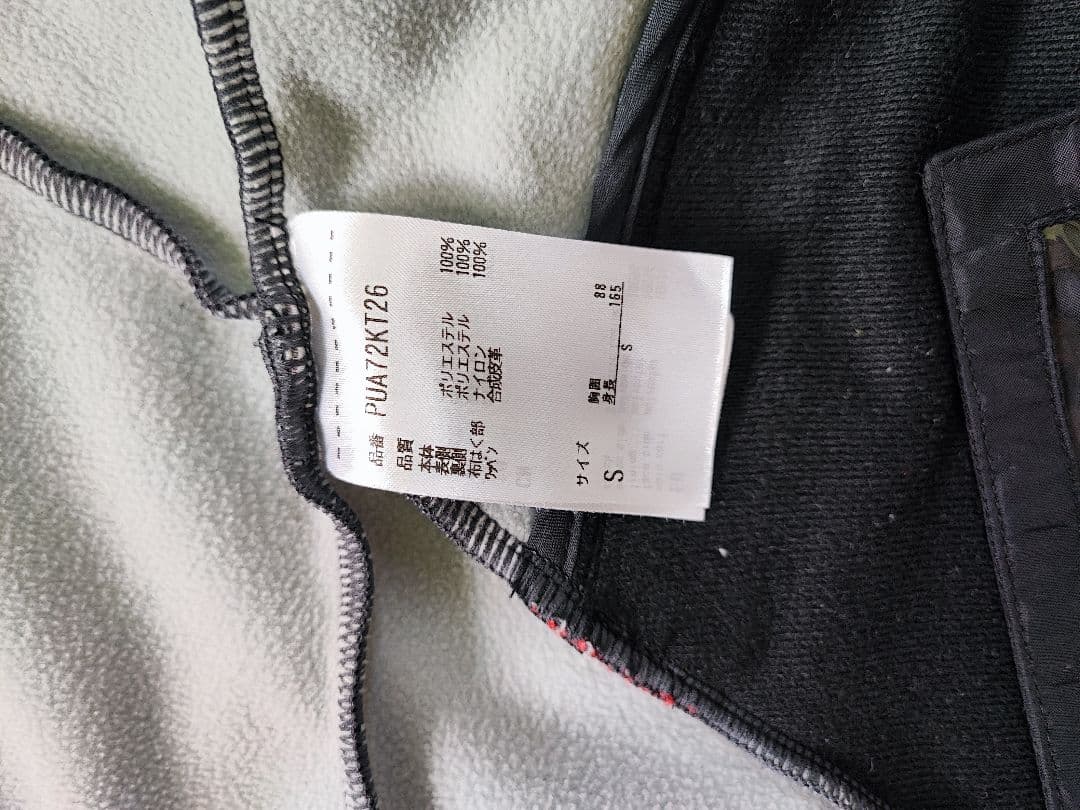 品番 PUA72KT26
品質
本体
表側 ポリエステル 100%
裏側 ポリエステル 100%
布はく部 ナイロン 100%
ワッペン 合成皮革
サイズ
S
胸囲 88
身長 165
S